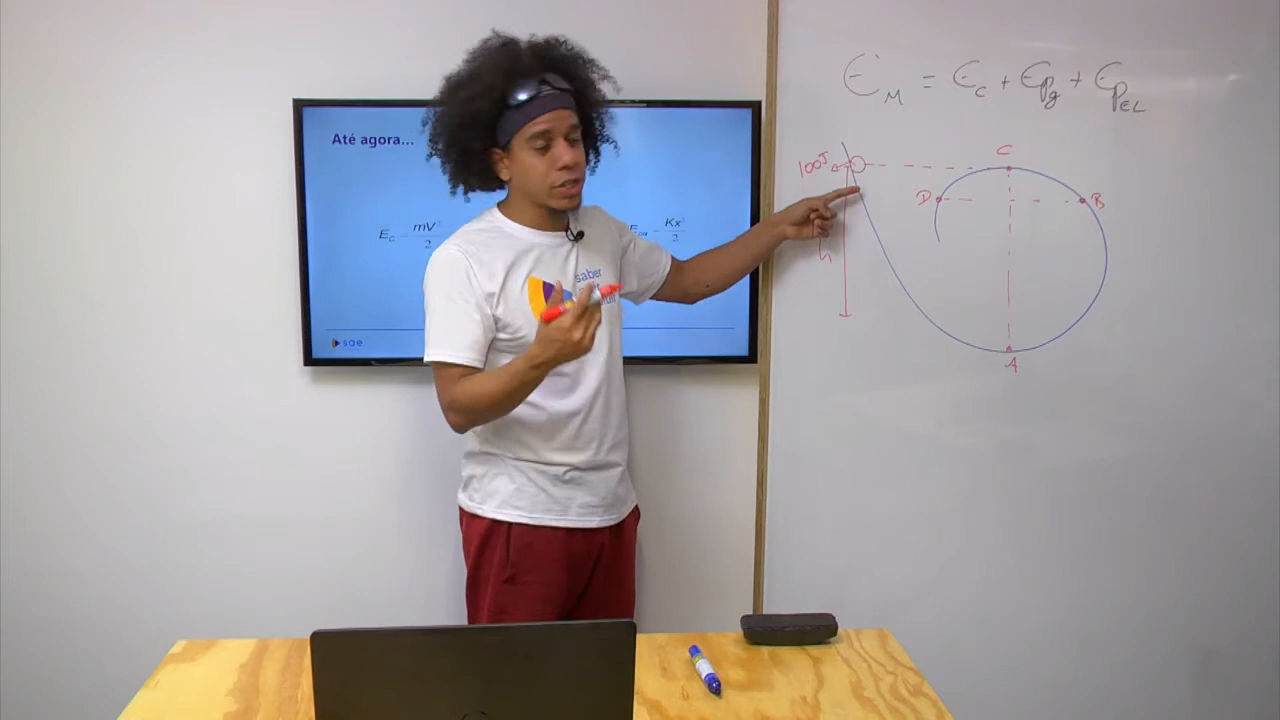 Até agora...
E_C = mV²/2
Kx²/2
sae
saber
E_M = E_C + E_Pg + E_PEL
100J
C
D
B
h
A